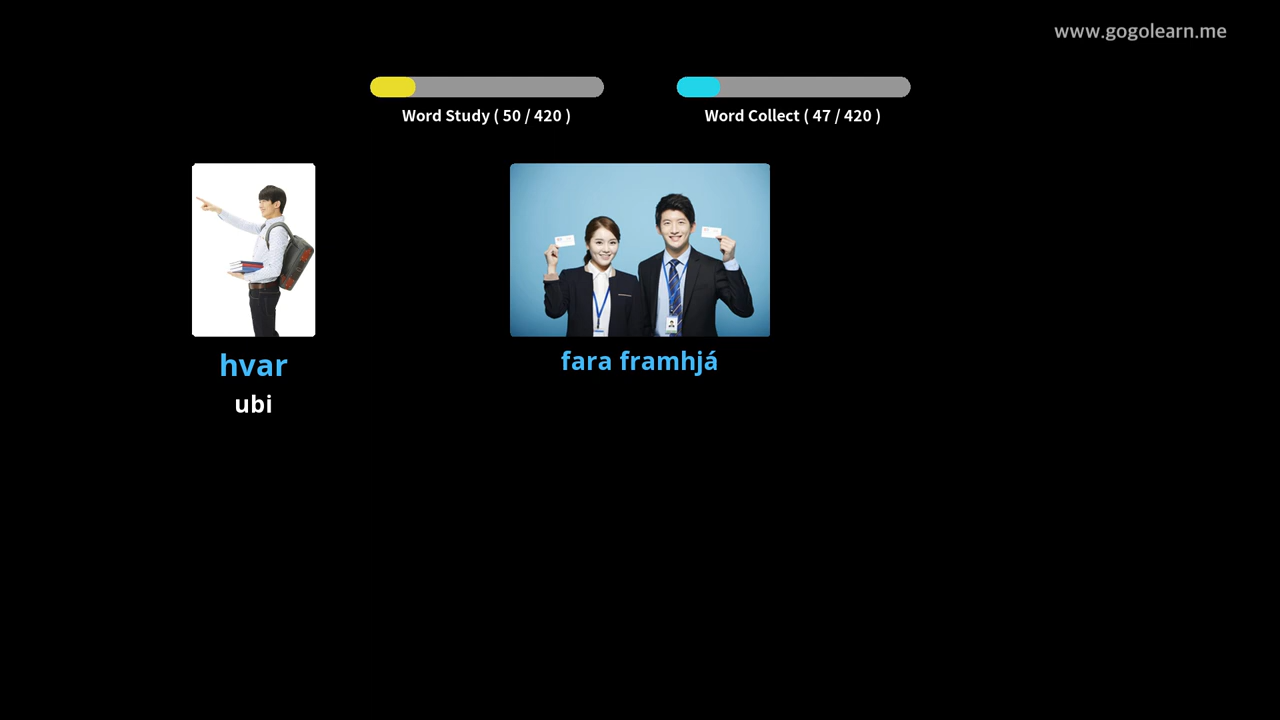 www.gogolearn.me
Word Study ( 50 / 420 )
Word Collect ( 47 / 420 )
hvar
ubi
fara framhjá